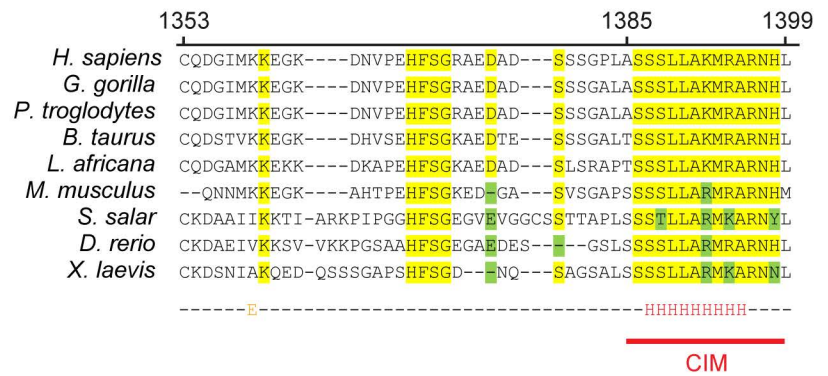 1353 1385 1399
H. sapiens CQDGIMKKEGK----DNVPEHFSGRAEDAD---SSSGPLASSSLLAKMRARNHL
G. gorilla CQDGIMKKEGK----DNVPEHFSGRAEDAD---SSSGPLASSSLLAKMRARNHL
P. troglodytes CQDGIMKKEGK----DNVPEHFSGRAEDAD---SSSGPLASSSLLAKMRARNHL
B. taurus CQDSTVKKEGK----DHVSEHFSGKAEDTE---SSSGALTSSSLLAKMRARNHL
L. africana CQDGAMKKEKK----DKAPEHFSGKAEDAD---SLSRAPTSSSLLAKMRARNHL
M. musculus --QNNMKKEGK----AHTPEHFSGKED-GA---SVSGAPSSSSLLARMRARNHM
S. salar CKDAAIIKKTI-ARKPIPGGHFSGEGVEVGGCSSTTAPLSSSTLLARMKARNYL
D. rerio CKDAEIVKKSV-VKKPGSAAHFSGEGAEDES-----GSLSSSSLLARMRARNHL
X. laevis CKDSNIAKQED-QSSSGAPSHFSGD---NQ---SAGSALSSSSLLARMKARNNL
------E----------------------------------HHHHHHHHH----
CIM